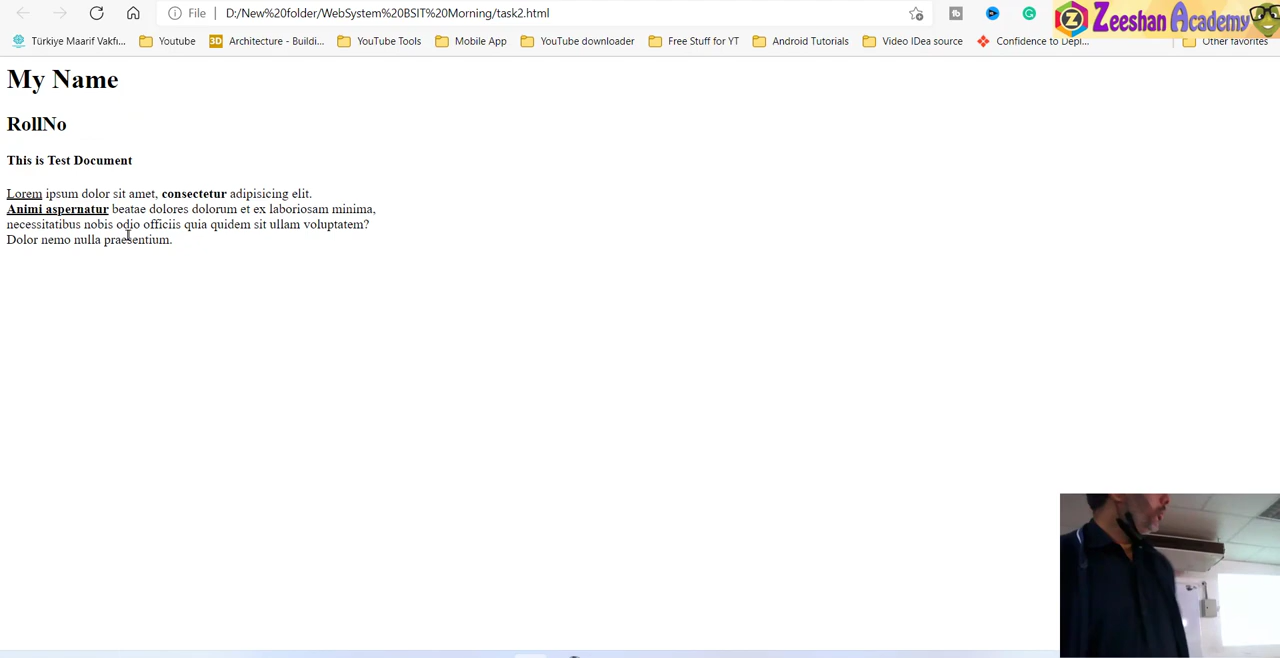 File
D:/New%20folder/WebSystem%20BSIT%20Morning/task2.html
Zeeshan Academy
Türkiye Maarif Vakfı...
Youtube
3D
Architecture - Buildi...
YouTube Tools
Mobile App
YouTube downloader
Free Stuff for YT
Android Tutorials
Video IDea source
Confidence to Depl...
Other favorites
My Name
RollNo
This is Test Document
Lorem ipsum dolor sit amet, consectetur adipisicing elit.
Animi aspernatur beatae dolores dolorum et ex laboriosam minima,
necessitatibus nobis odio officiis quia quidem sit ullam voluptatem?
Dolor nemo nulla praesentium.